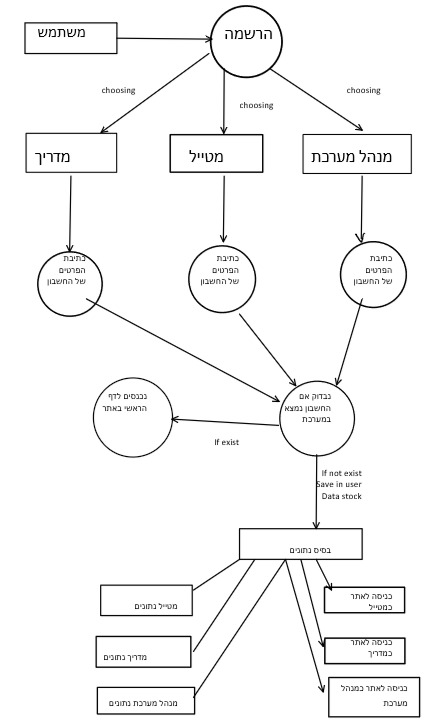 משתמש
הרשמה
choosing
choosing
choosing
מדריך
מטייל
מנהל מערכת
כתיבת
הפרטים
של החשבון
כתיבת
הפרטים
של החשבון
כתיבת
הפרטים
של החשבון
נכנסים לדף
הראשי באתר
נבדוק אם
החשבון נמצא
במערכת
If exist
If not exist
Save in user
Data stock
בסיס נתונים
מטייל נתונים
מדריך נתונים
מנהל מערכת נתונים
כניסה לאתר
כמטייל
כניסה לאתר
כמדריך
כניסה לאתר כמנהל
מערכת